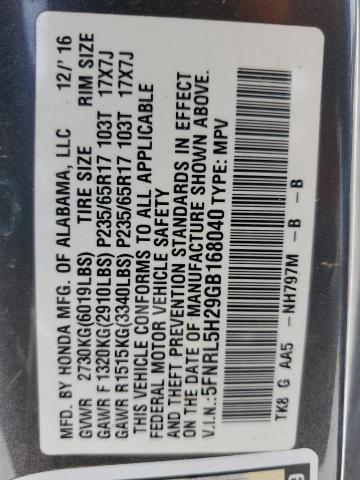 MFD. BY HONDA MFG. OF ALABAMA, LLC 12/'16
GVWR 2730KG(6019LBS) TIRE SIZE RIM SIZE
GAWR F 1320KG(2910LBS) P235/65R17 103T 17X7J
GAWR R1515KG(3340LBS) P235/65R17 103T 17X7J
THIS VEHICLE CONFORMS TO ALL APPLICABLE
FEDERAL MOTOR VEHICLE SAFETY
AND THEFT PREVENTION STANDARDS IN EFFECT
ON THE DATE OF MANUFACTURE SHOWN ABOVE.
V.I.N.:5FNRL5H29GB168040 TYPE: MPV
TK8 G AA5 -NH797M - B - B